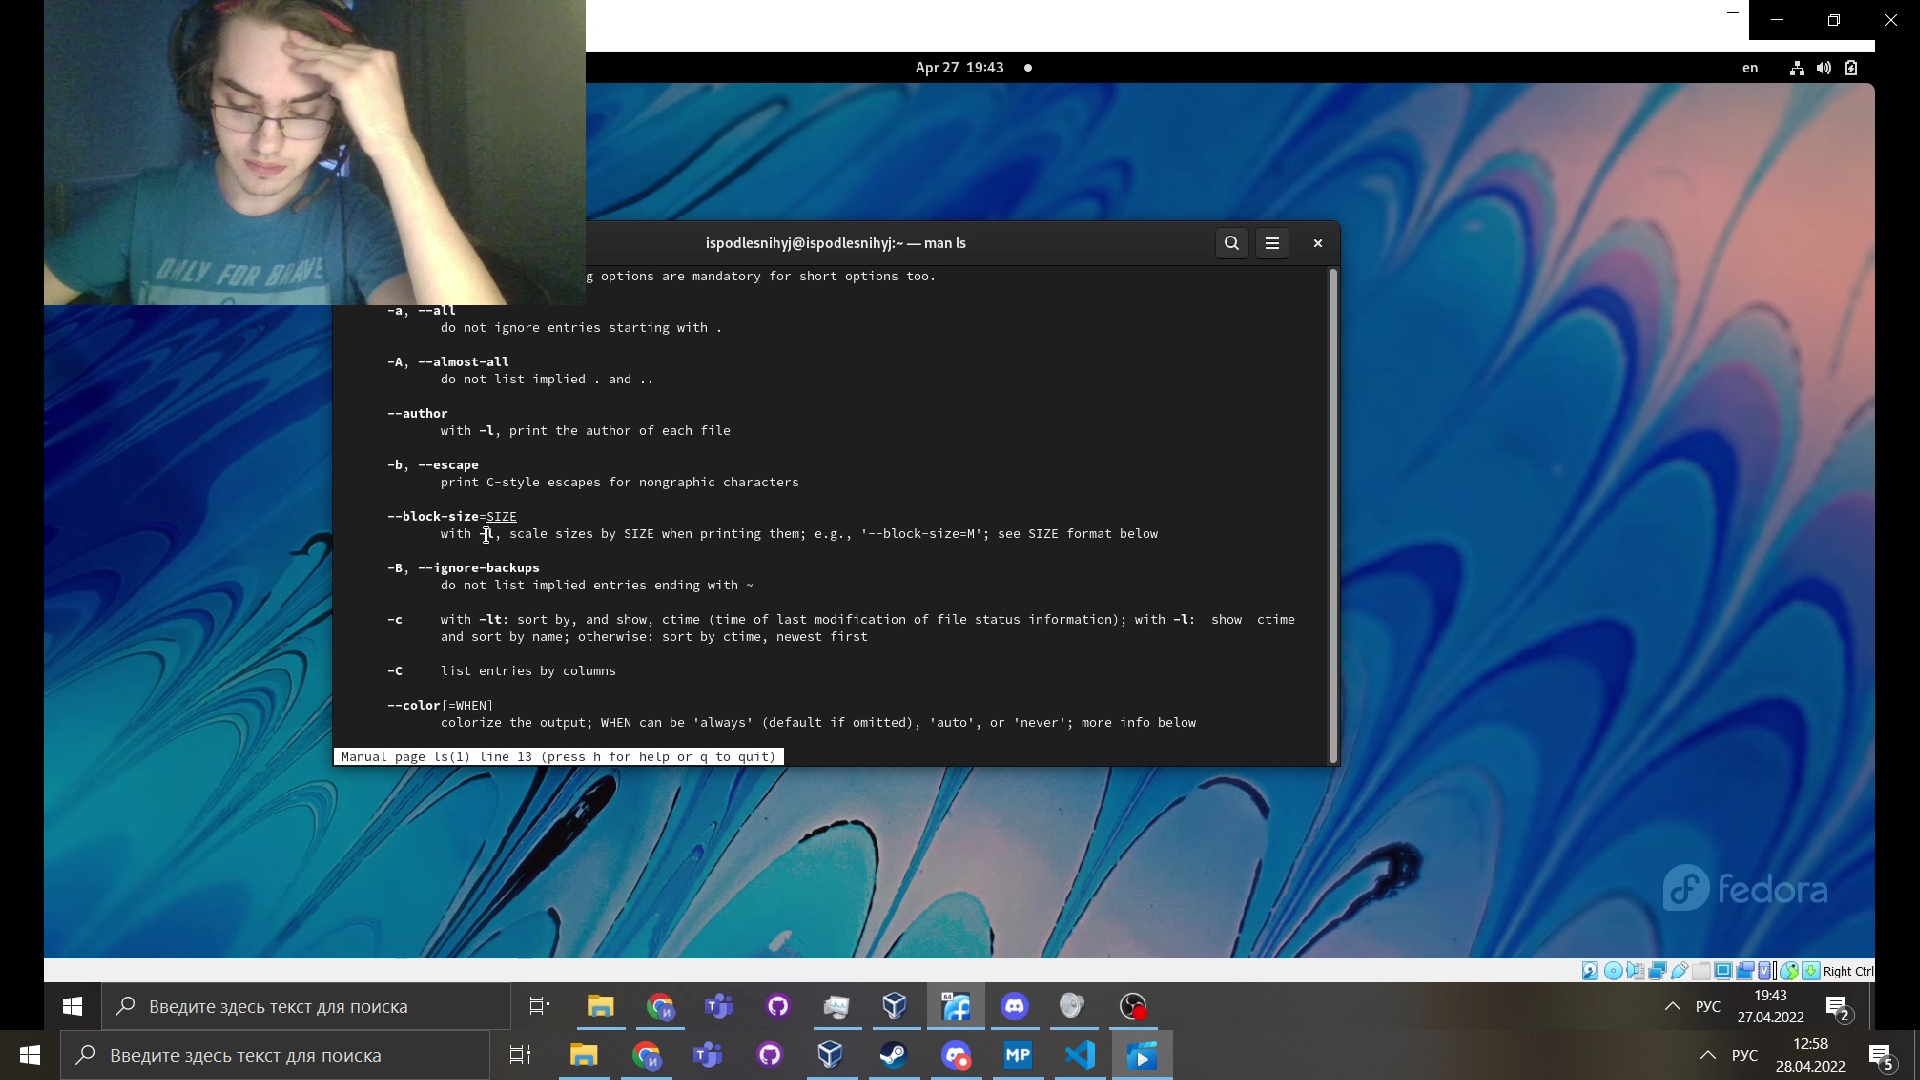 Apr 27 19:43
en
ONLY FOR BRAVE
ispodlesnihyj@ispodlesnihyj:~ — man ls
g options are mandatory for short options too.
-a, --all
do not ignore entries starting with .
-A, --almost-all
do not list implied . and ..
--author
with -l, print the author of each file
-b, --escape
print C-style escapes for nongraphic characters
--block-size=SIZE
with -l, scale sizes by SIZE when printing them; e.g., '--block-size=M'; see SIZE format below
-B, --ignore-backups
do not list implied entries ending with ~
-c with -lt: sort by, and show, ctime (time of last modification of file status information); with -l: show ctime
and sort by name; otherwise: sort by ctime, newest first
-C list entries by columns
--color[=WHEN]
colorize the output; WHEN can be 'always' (default if omitted), 'auto', or 'never'; more info below
Manual page ls(1) line 13 (press h for help or q to quit)
fedora
Right Ctrl
Введите здесь текст для поиска
64
РУС
19:43
27.04.2022
2
Введите здесь текст для поиска
MP
РУС
12:58
28.04.2022
5